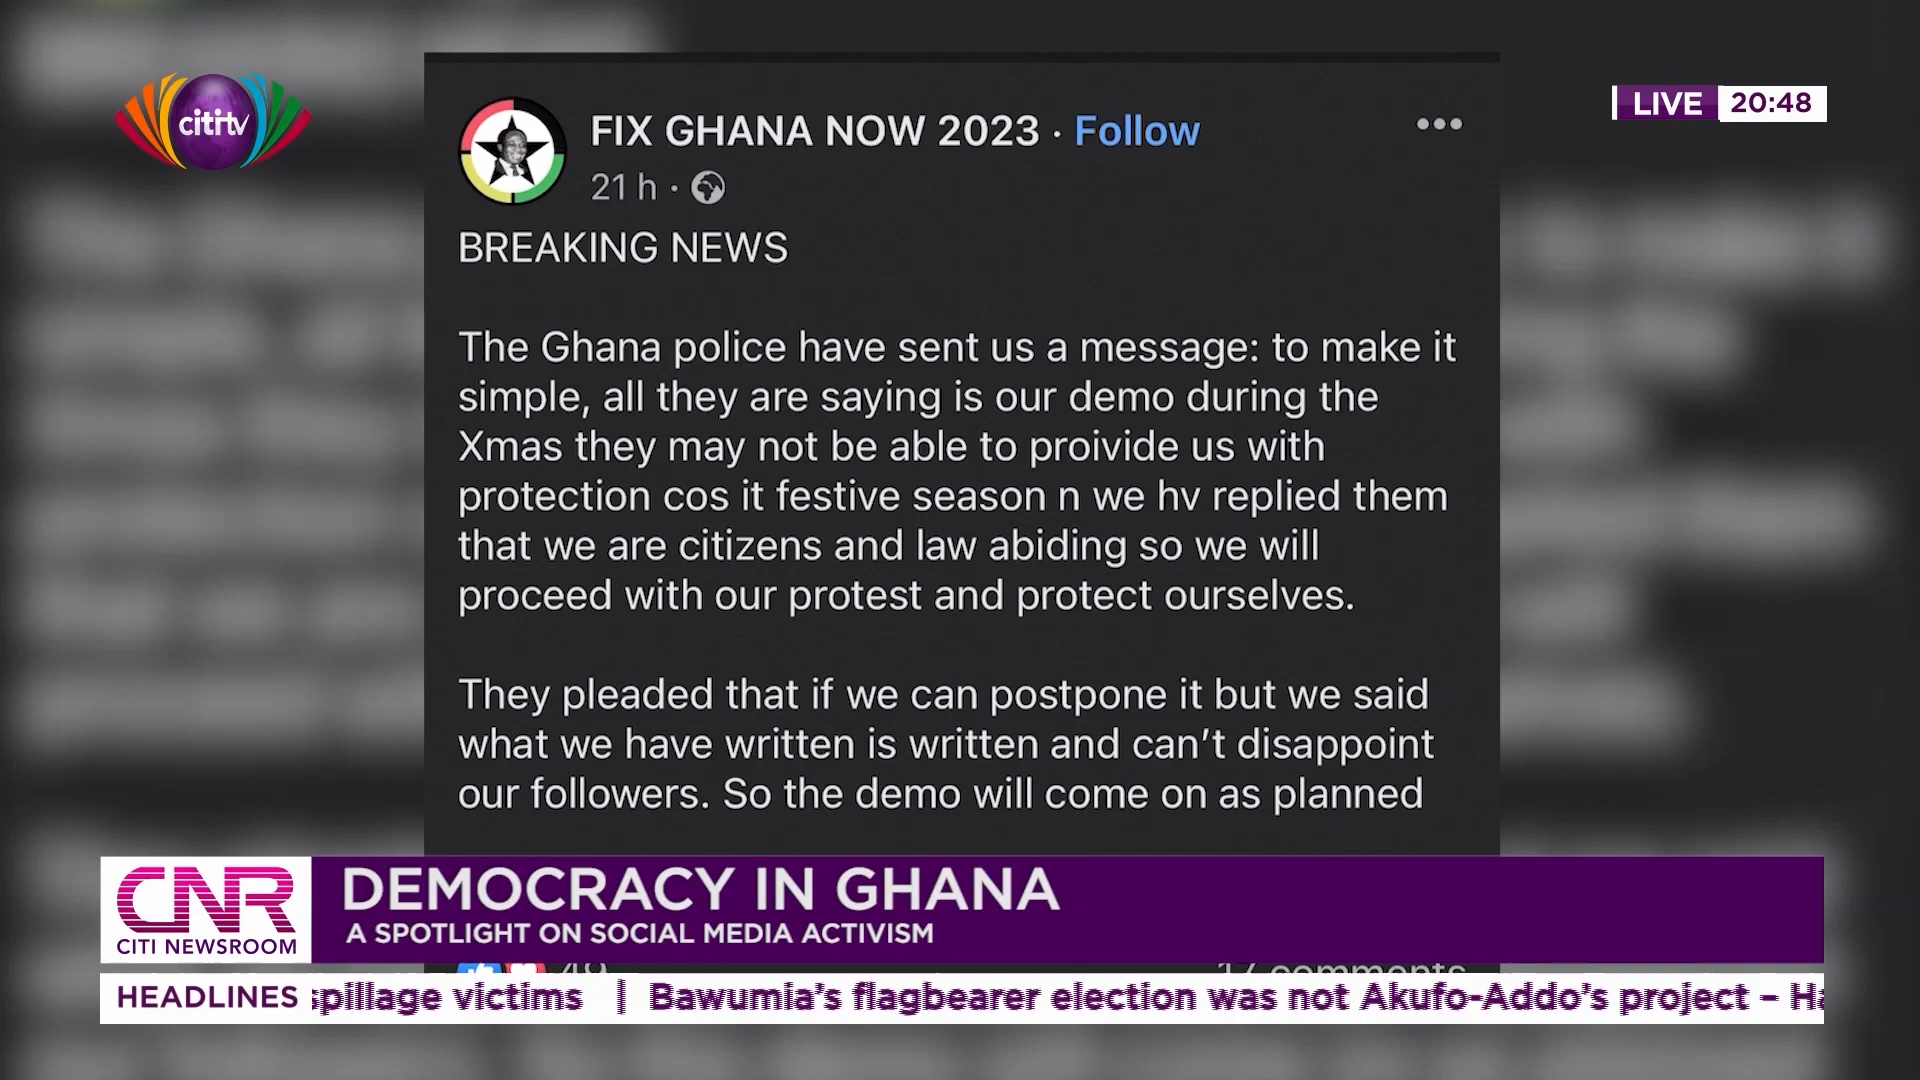 cititv
LIVE 20:48
FIX GHANA NOW 2023 · Follow
21 h ·
BREAKING NEWS
The Ghana police have sent us a message: to make it
simple, all they are saying is our demo during the
Xmas they may not be able to proivide us with
protection cos it festive season n we hv replied them
that we are citizens and law abiding so we will
proceed with our protest and protect ourselves.
They pleaded that if we can postpone it but we said
what we have written is written and can't disappoint
our followers. So the demo will come on as planned
CNR
CITI NEWSROOM
DEMOCRACY IN GHANA
A SPOTLIGHT ON SOCIAL MEDIA ACTIVISM
49 17 comments
HEADLINES spillage victims | Bawumia's flagbearer election was not Akufo-Addo's project – Ha